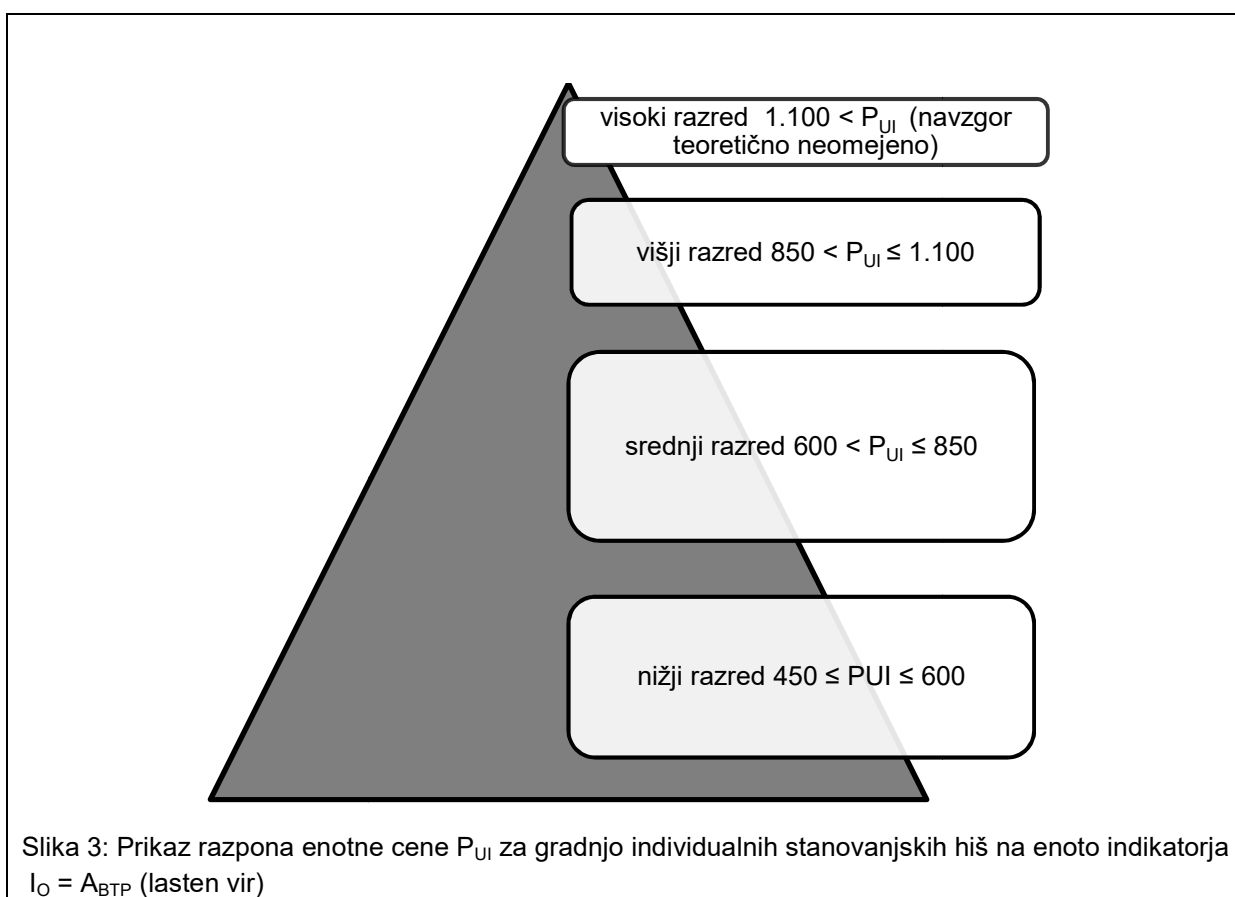 visoki razred 1.100 < PUI (navzgor
teoretično neomejeno)
višji razred 850 < PUI ≤ 1.100
srednji razred 600 < PUI ≤ 850
nižji razred 450 ≤ PUI ≤ 600
Slika 3: Prikaz razpona enotne cene PUI za gradnjo individualnih stanovanjskih hiš na enoto indikatorja
IO = ABTP (lasten vir)